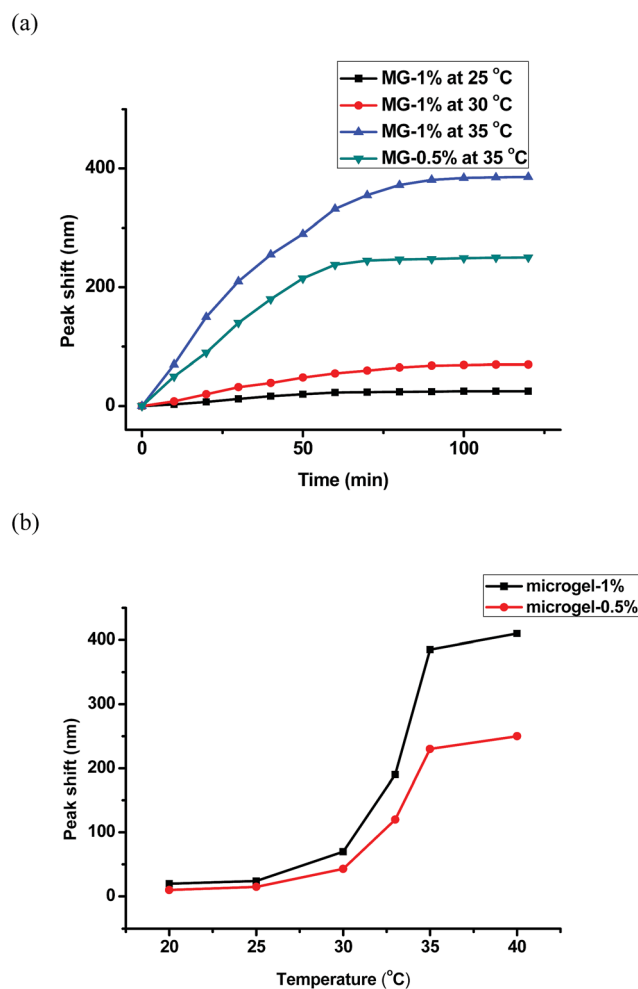 (a)
MG-1% at 25 °C
MG-1% at 30 °C
MG-1% at 35 °C
MG-0.5% at 35 °C
400
200
0
Peak shift (nm)
0
50
100
Time (min)
(b)
microgel-1%
microgel-0.5%
400
300
200
100
0
Peak shift (nm)
20
25
30
35
40
Temperature (°C)